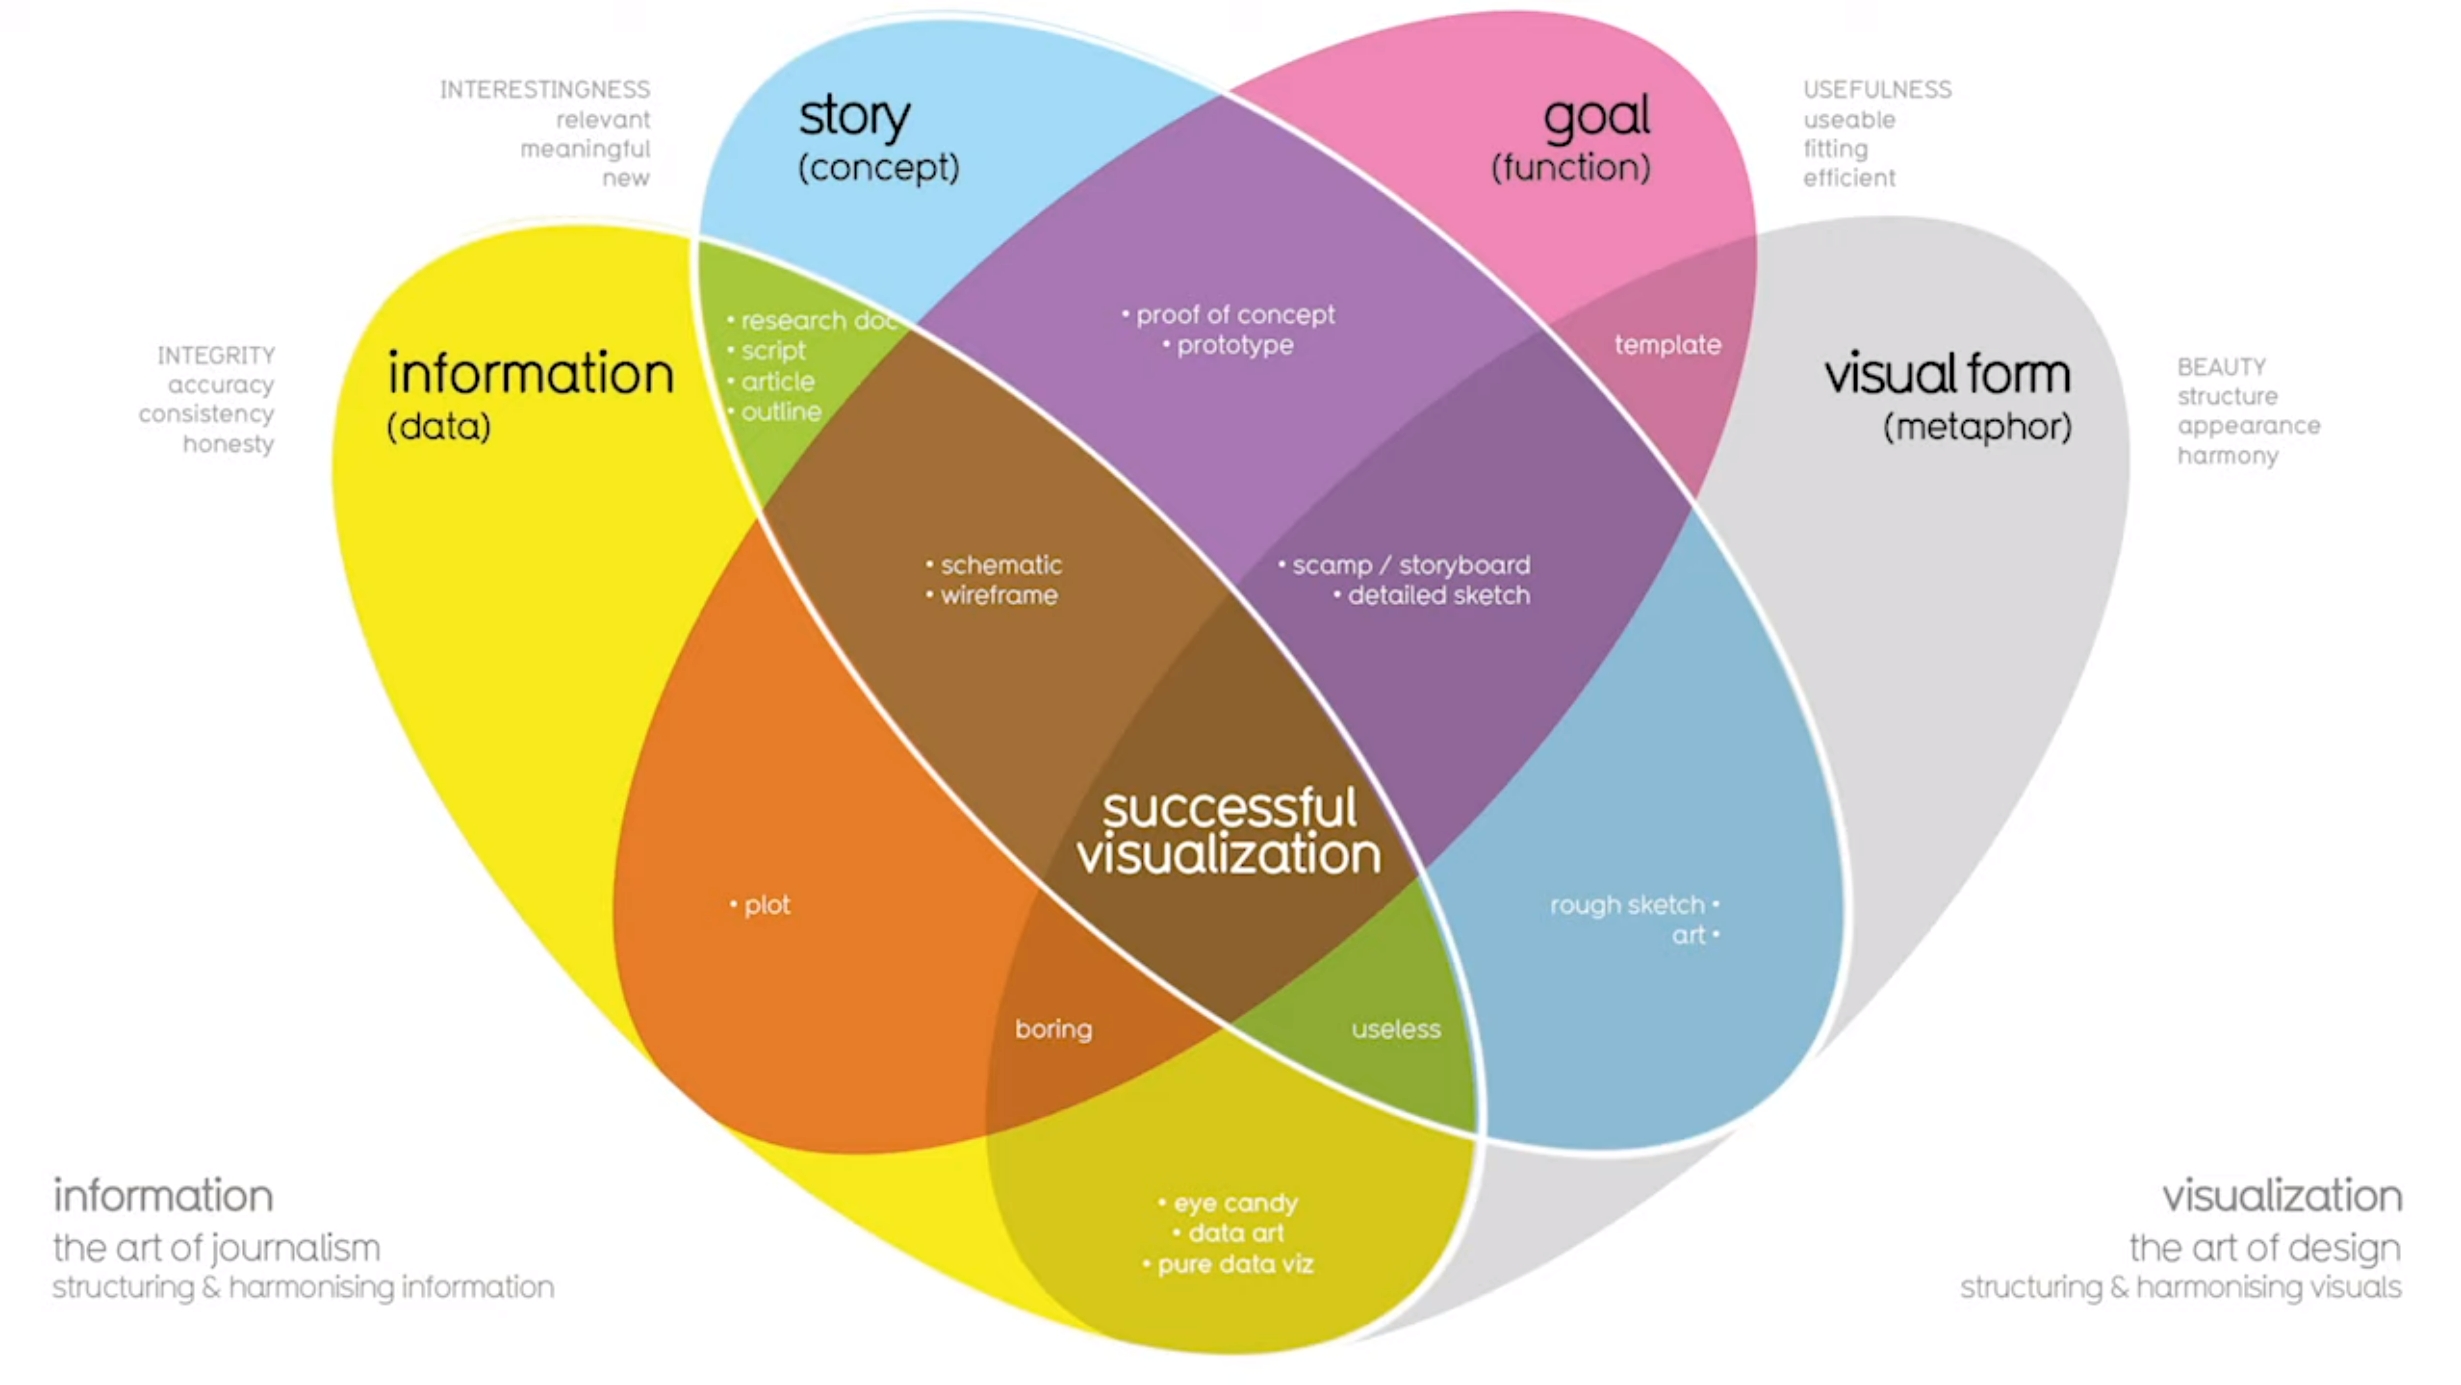 INTERESTINGNESS
relevant
meaningful
new
story
(concept)
goal
(function)
USEFULNESS
useable
fitting
efficient
INTEGRITY
accuracy
consistency
honesty
information
(data)
• research doc
• script
• article
• outline
• proof of concept
• prototype
template
visual form
(metaphor)
BEAUTY
structure
appearance
harmony
• schematic
• wireframe
• scamp / storyboard
• detailed sketch
successful
visualization
• plot
rough sketch •
art •
boring
useless
• eye candy
• data art
• pure data viz
information
the art of journalism
structuring & harmonising information
visualization
the art of design
structuring & harmonising visuals